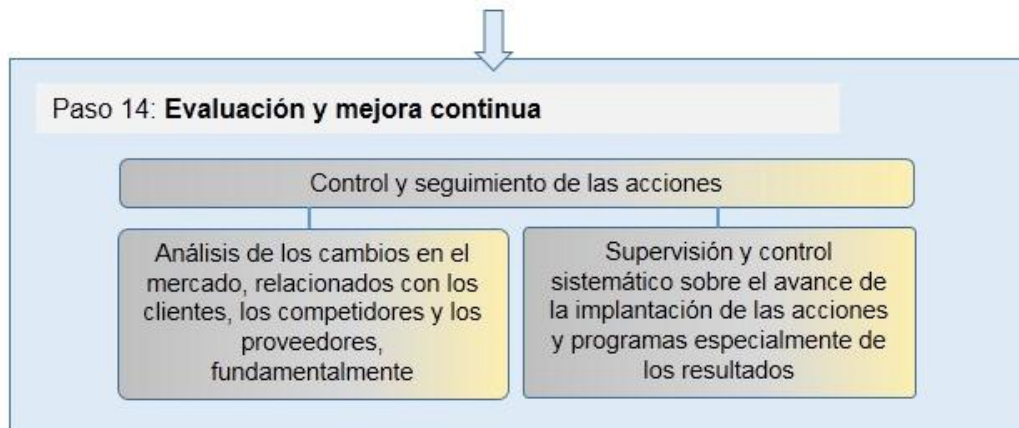 Paso 14: Evaluación y mejora continua
Control y seguimiento de las acciones
Análisis de los cambios en el
mercado, relacionados con los
clientes, los competidores y los
proveedores,
fundamentalmente
Supervisión y control
sistemático sobre el avance de
la implantación de las acciones
y programas especialmente de
los resultados